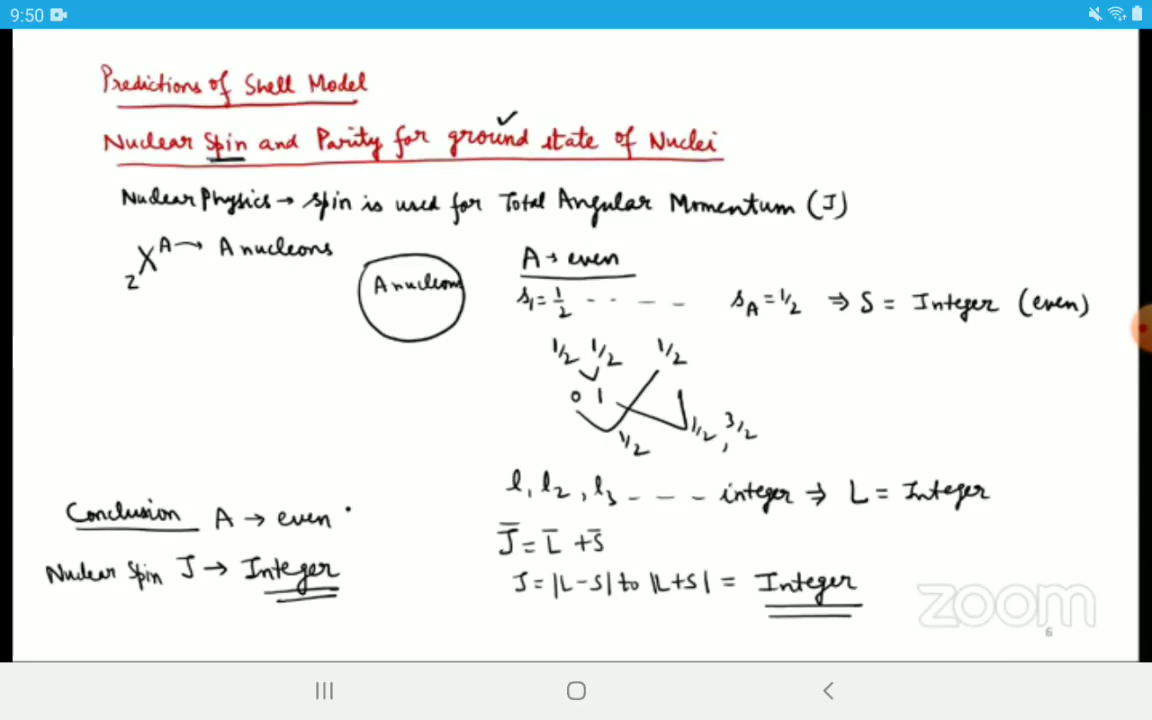 9:50
Predictions of Shell Model
Nuclear Spin and Parity for ground state of Nuclei
Nuclear Physics → spin is used for Total Angular Momentum (J)
zX^A → A nucleons
A nucleons
A → even
s₁ = 1/2 - - - - s_A = 1/2 ⇒ S = Integer (even)
1/2 1/2 1/2
0 1
1/2 1/2, 3/2
l₁ l₂, l₃ - - - - integer ⇒ L = Integer
J̄ = L̄ + S̄
J = |L-S| to |L+S| = Integer
Conclusion A → even
Nuclear Spin J → Integer
zoom
6